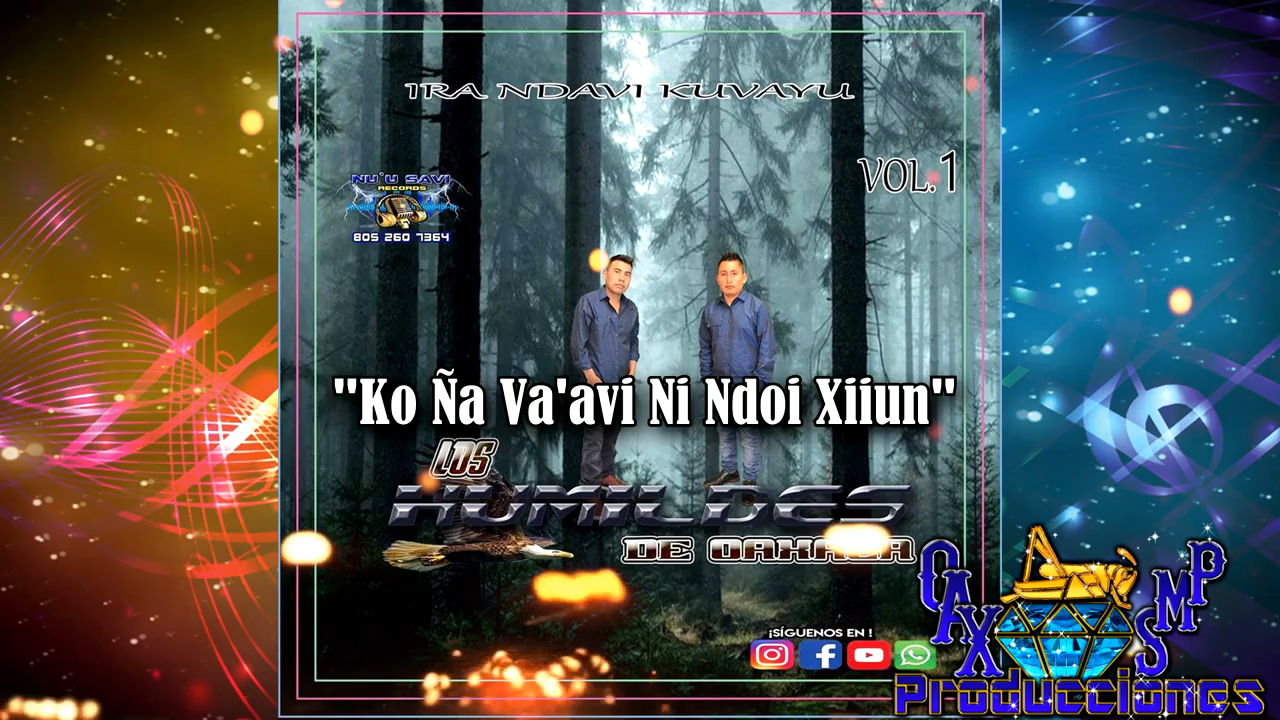 IRA NDAVI KUVAYU
VOL.1
NU'U SAVI
RECORDS
805 260 7364
"Ko Ña Va'avi Ni Ndoi Xiiun"
LOS
HUMILDES
DE OAXACA
¡SÍGUENOS EN !
OAX
SMP
Producciones